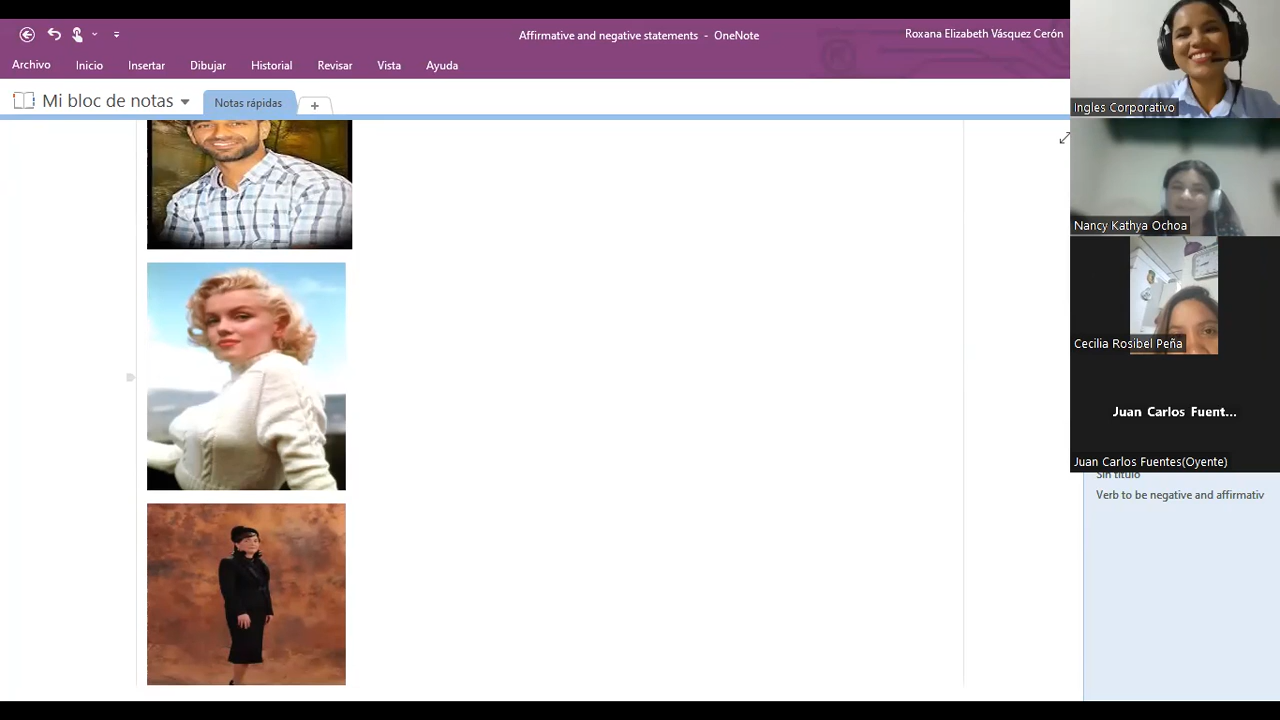 Affirmative and negative statements - OneNote
Roxana Elizabeth Vásquez Cerón
Archivo Inicio Insertar Dibujar Historial Revisar Vista Ayuda
Mi bloc de notas
Notas rápidas
Ingles Corporativo
Nancy Kathya Ochoa
Cecilia Rosibel Peña
Juan Carlos Fuent...
Juan Carlos Fuentes(Oyente)
Sin título
Verb to be negative and affirmativ